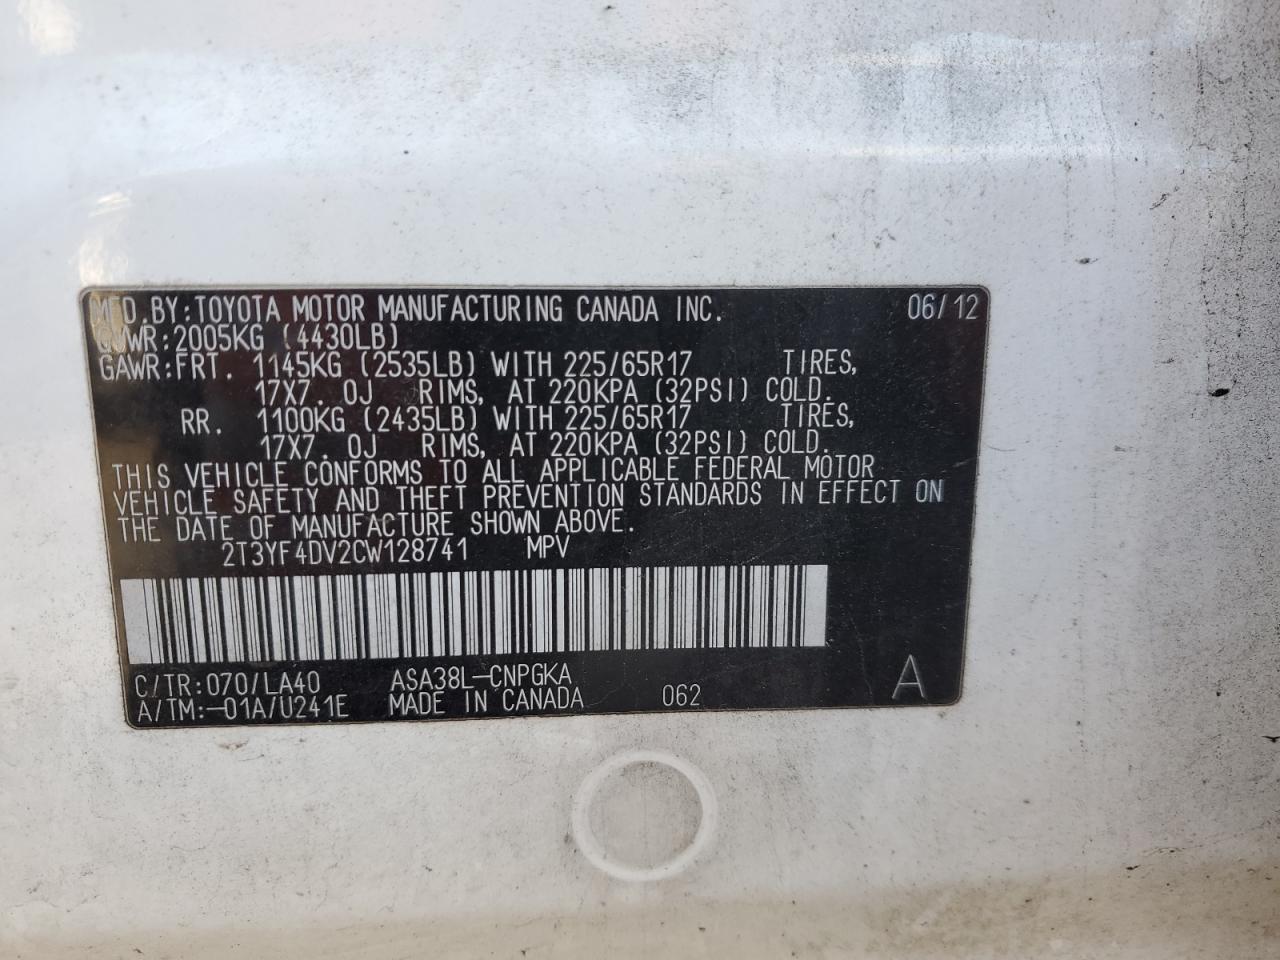 MFD.BY:TOYOTA MOTOR MANUFACTURING CANADA INC. 06/12
GVWR:2005KG (4430LB)
GAWR:FRT. 1145KG (2535LB) WITH 225/65R17 TIRES,
17X7.0J RIMS, AT 220KPA (32PSI) COLD.
RR. 1100KG (2435LB) WITH 225/65R17 TIRES,
17X7.0J RIMS, AT 220KPA (32PSI) COLD.
THIS VEHICLE CONFORMS TO ALL APPLICABLE FEDERAL MOTOR
VEHICLE SAFETY AND THEFT PREVENTION STANDARDS IN EFFECT ON
THE DATE OF MANUFACTURE SHOWN ABOVE.
2T3YF4DV2CW128741 MPV
C/TR:070/LA40 ASA38L-CNPGKA
A/TM:-01A/U241E MADE IN CANADA 062 A